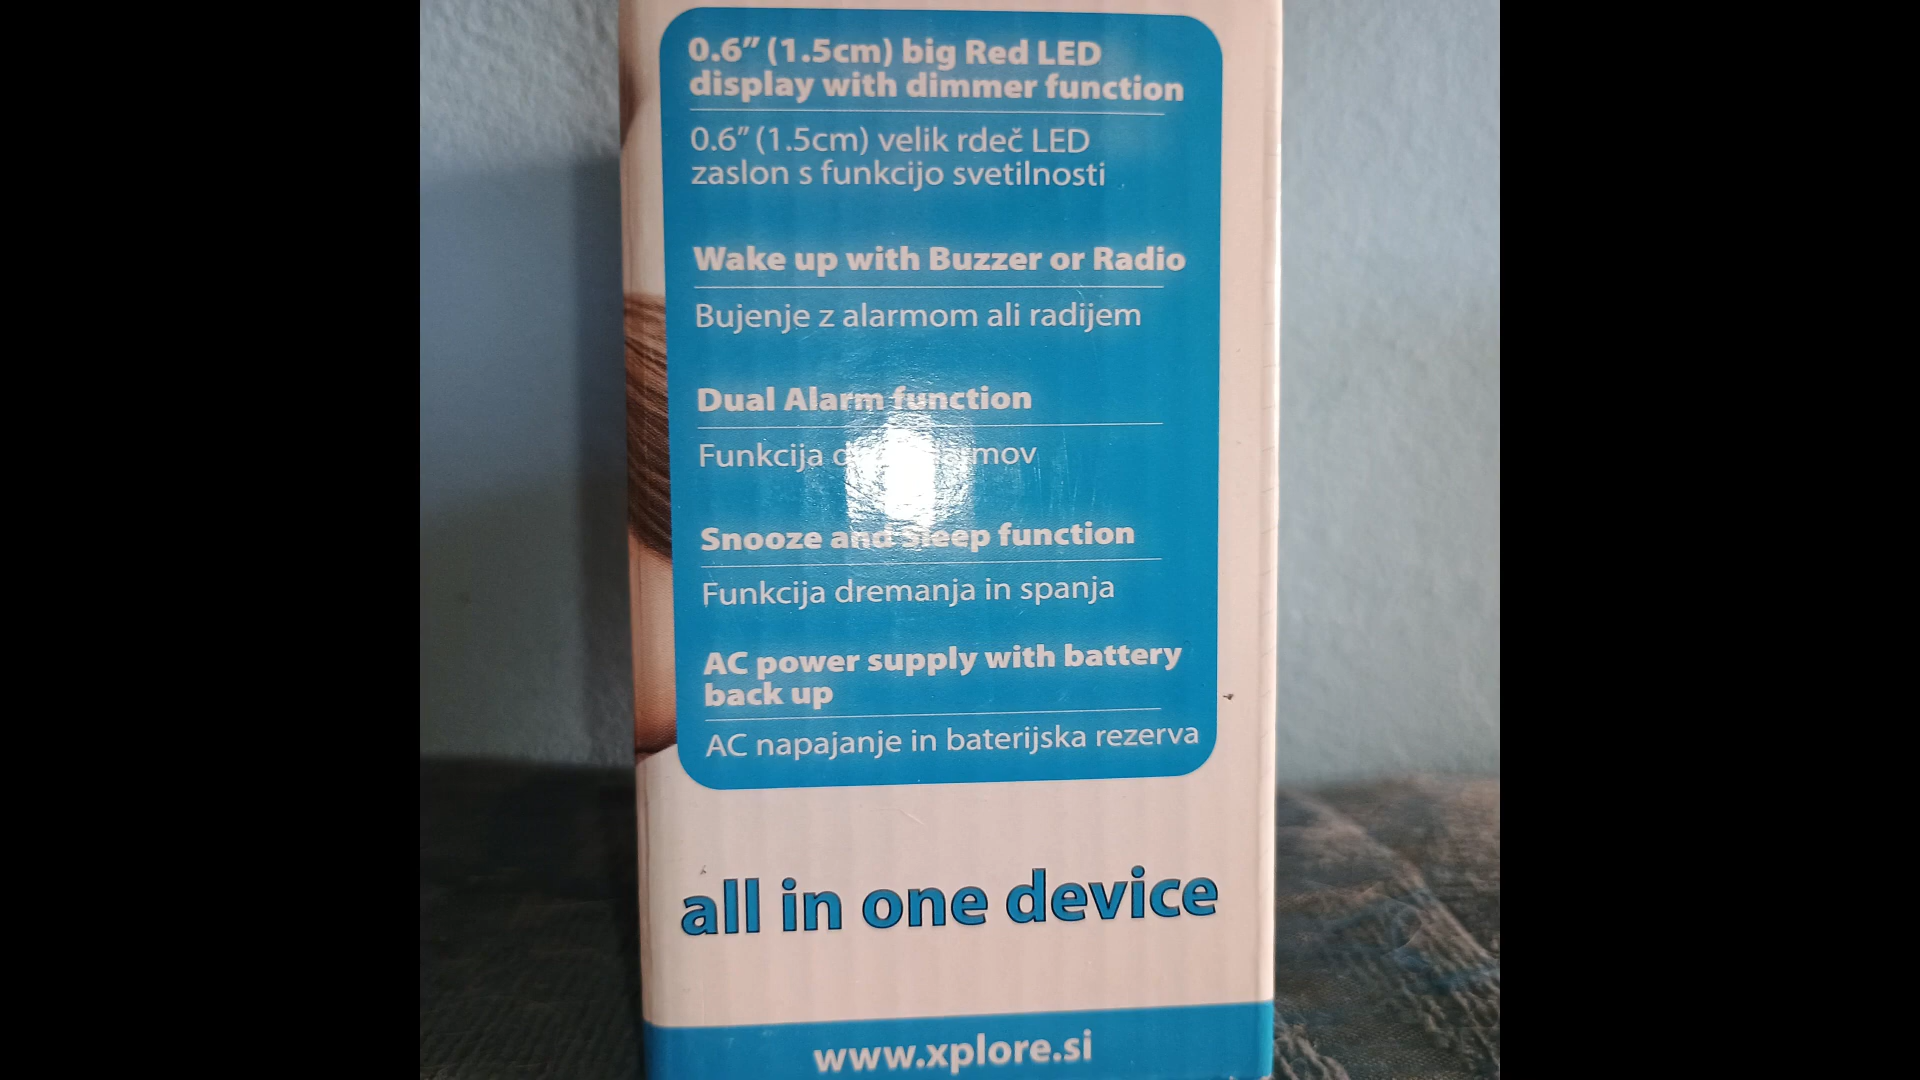 0.6” (1.5cm) big Red LED
display with dimmer function
0.6” (1.5cm) velik rdeč LED
zaslon s funkcijo svetilnosti
Wake up with Buzzer or Radio
Bujenje z alarmom ali radijem
Dual Alarm function
Funkcija
Snooze and Sleep function
Funkcija dremanja in spanja
AC power supply with battery
back up
AC napajanje in baterijska rezerva
all in one device
www.xplore.si